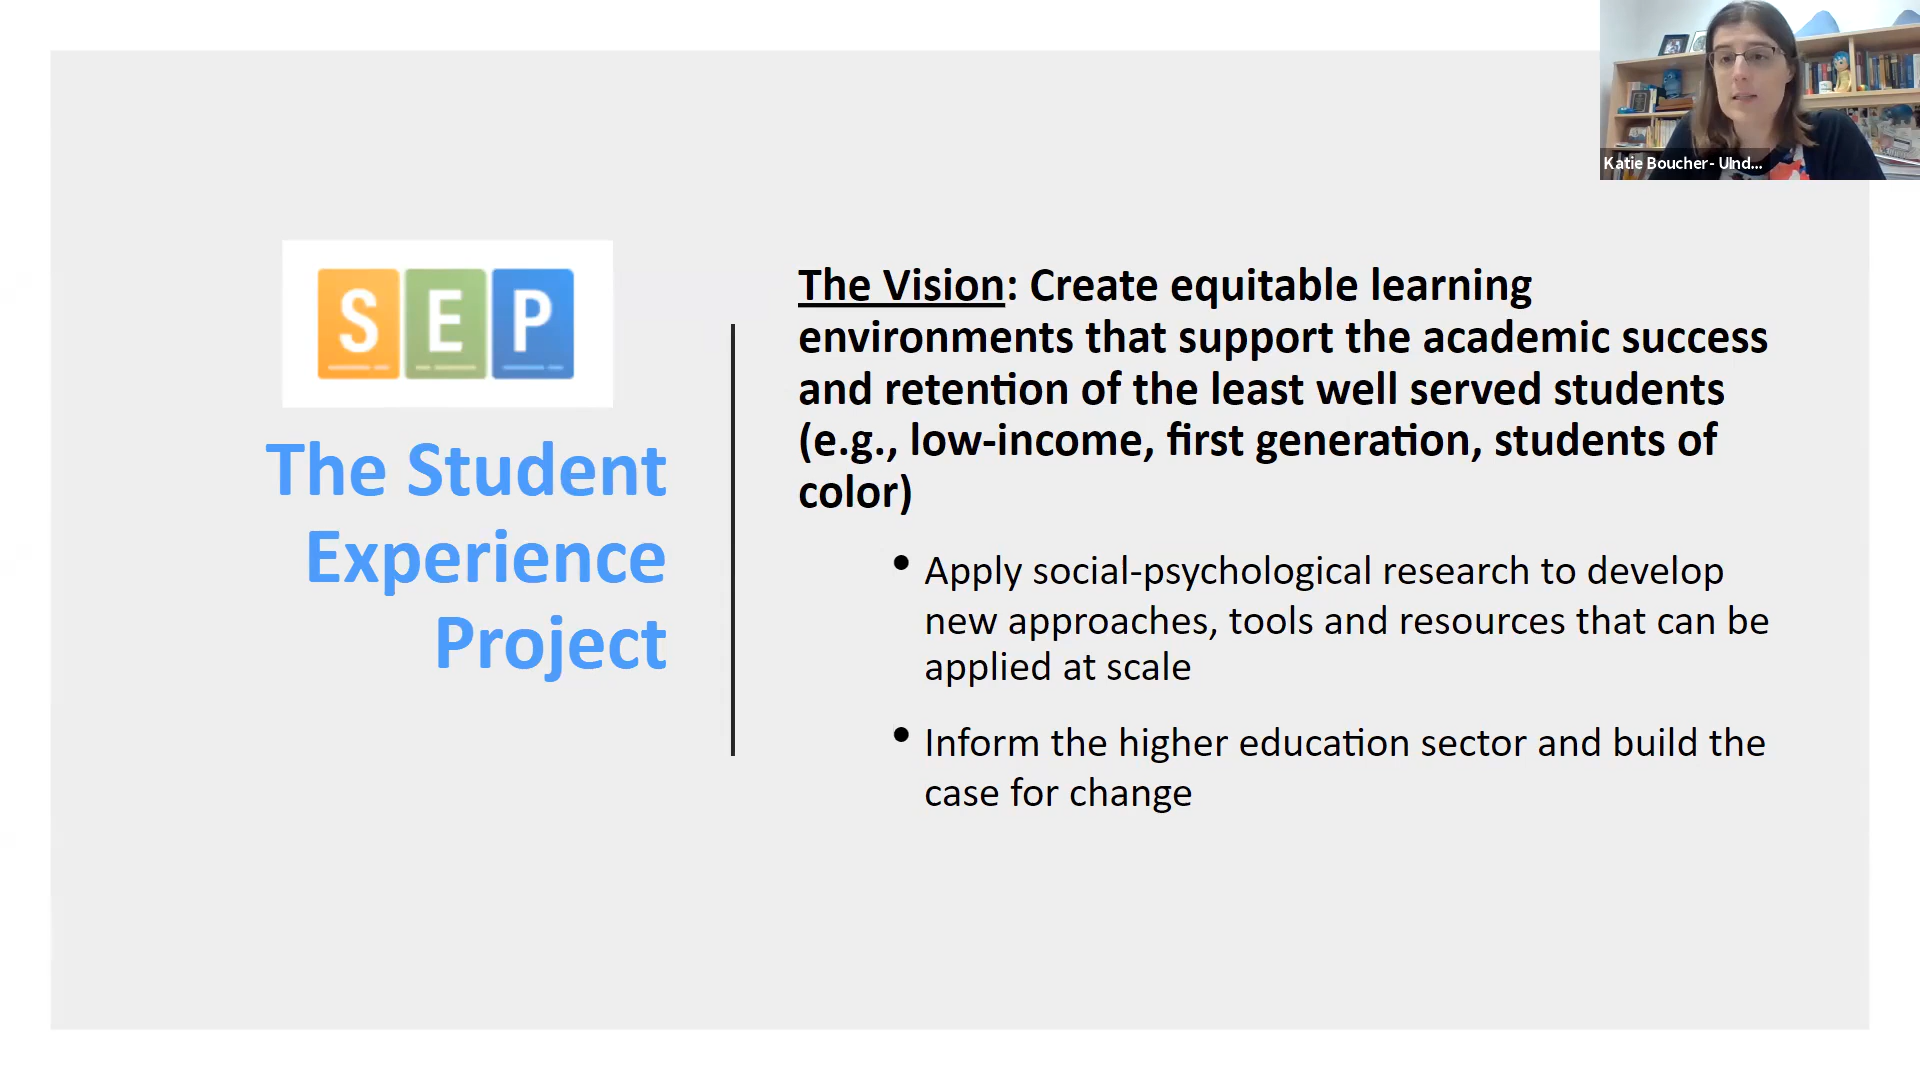 Katie Boucher- UInd...
S E P
The Student
Experience
Project
The Vision: Create equitable learning
environments that support the academic success
and retention of the least well served students
(e.g., low-income, first generation, students of
color)
• Apply social-psychological research to develop
new approaches, tools and resources that can be
applied at scale
• Inform the higher education sector and build the
case for change